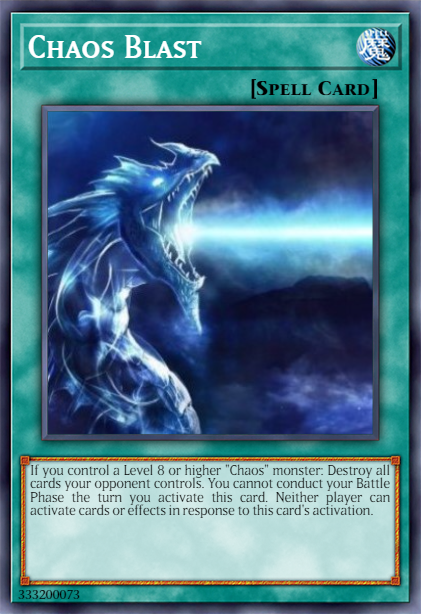 Chaos Blast
魔
[Spell Card]
If you control a Level 8 or higher "Chaos" monster: Destroy all
cards your opponent controls. You cannot conduct your Battle
Phase the turn you activate this card. Neither player can
activate cards or effects in response to this card's activation.
333200073